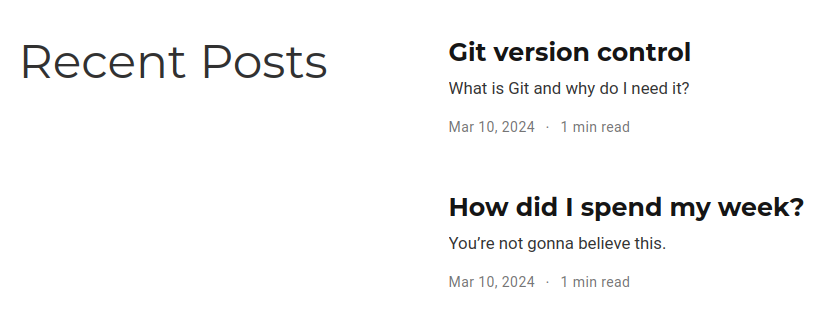 Recent Posts
Git version control
What is Git and why do I need it?
Mar 10, 2024 · 1 min read
How did I spend my week?
You’re not gonna believe this.
Mar 10, 2024 · 1 min read